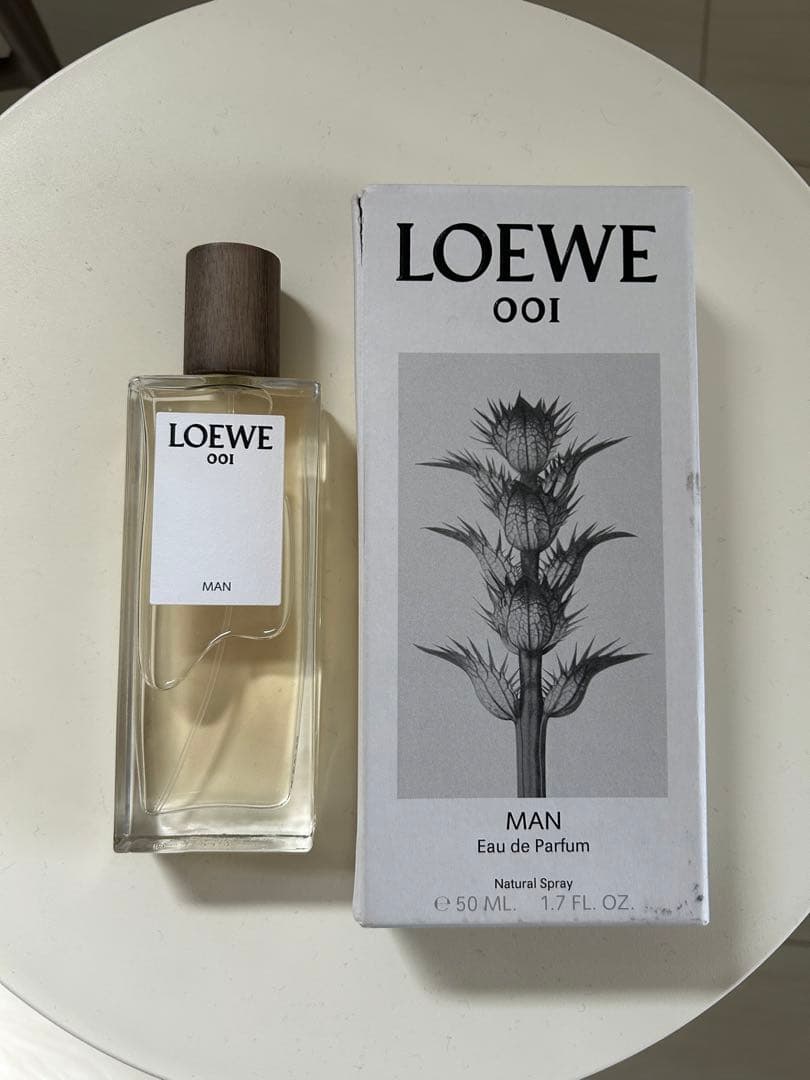 LOEWE
001
MAN
LOEWE
001
MAN
Eau de Parfum
Natural Spray
℮ 50 ML. 1.7 FL. OZ.